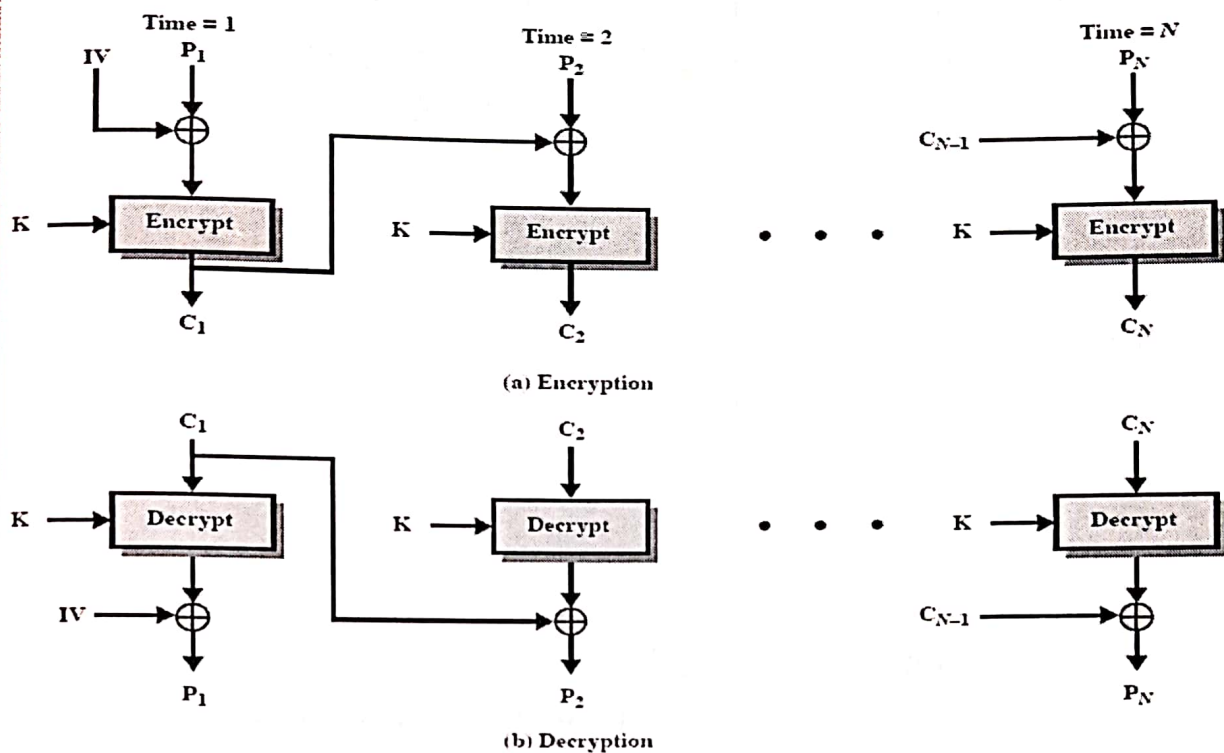 Time = 1 Time = 2 Time = N
IV P1 P2 PN
CN–1
K Encrypt K Encrypt K Encrypt
C1 C2 CN
(a) Encryption
C1 C2 CN
K Decrypt K Decrypt K Decrypt
IV CN–1
P1 P2 PN
(b) Decryption